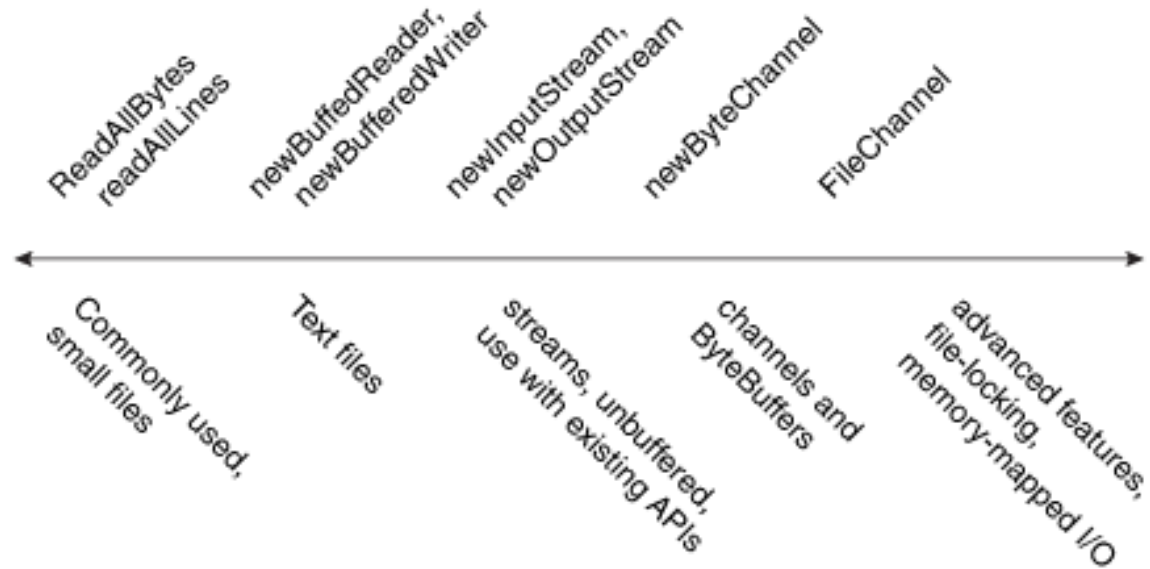 ReadAllBytes
readAllLines
newBuffedReader,
newBufferedWriter
newInputStream,
newOutputStream
newByteChannel
FileChannel
Commonly used,
small files
Text files
streams, unbuffered,
use with existing APIs
channels and
ByteBuffers
advanced features,
file-locking,
memory-mapped I/O